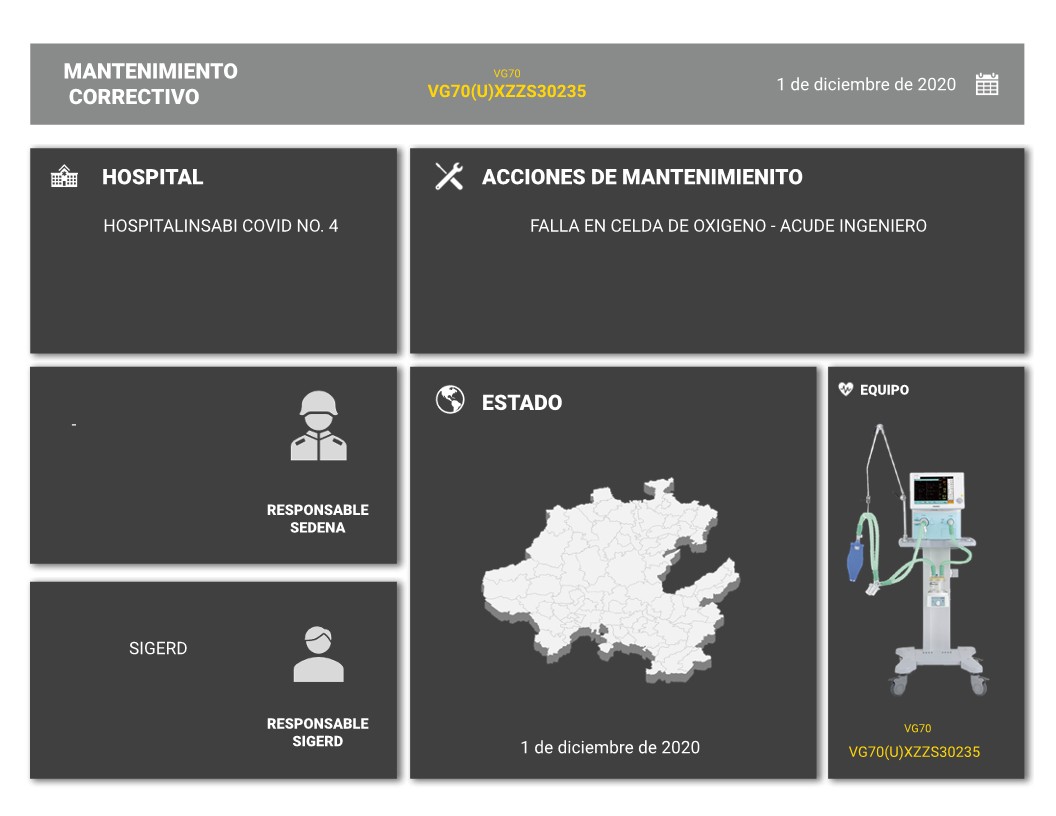 MANTENIMIENTO
CORRECTIVO
VG70
VG70(U)XZZS30235
1 de diciembre de 2020
HOSPITAL
HOSPITALINSABI COVID NO. 4
ACCIONES DE MANTENIMIENITO
FALLA EN CELDA DE OXIGENO - ACUDE INGENIERO
-
RESPONSABLE
SEDENA
SIGERD
RESPONSABLE
SIGERD
ESTADO
1 de diciembre de 2020
EQUIPO
VG70
VG70(U)XZZS30235